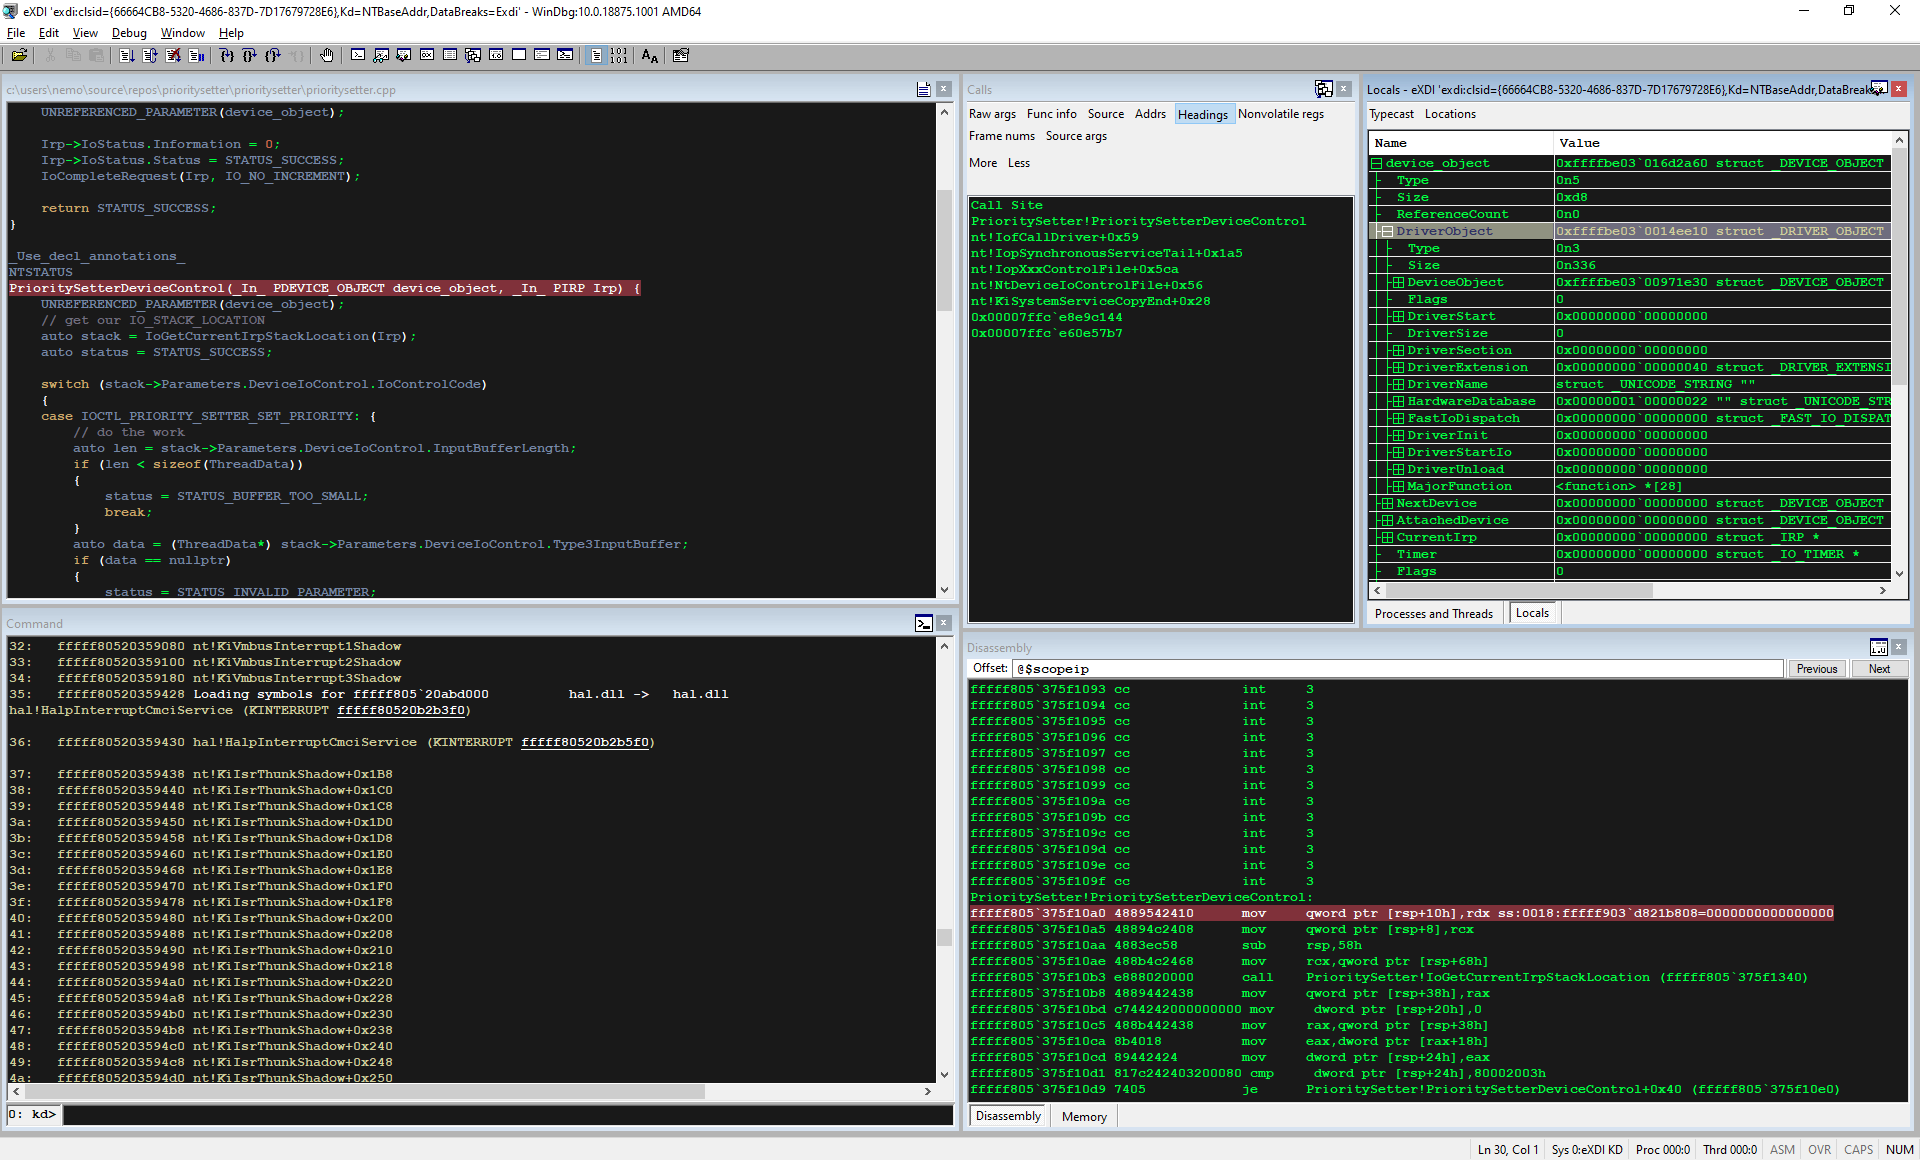 eXDI 'exdi:clsid={66664CB8-5320-4686-837D-7D17679728E6},Kd=NTBaseAddr,DataBreaks=Exdi' - WinDbg:10.0.18875.1001 AMD64
File Edit View Debug Window Help
c:\users\nemo\source\repos\prioritysetter\prioritysetter\prioritysetter.cpp
UNREFERENCED_PARAMETER(device_object);
Irp->IoStatus.Information = 0;
Irp->IoStatus.Status = STATUS_SUCCESS;
IoCompleteRequest(Irp, IO_NO_INCREMENT);
return STATUS_SUCCESS;
}
_Use_decl_annotations_
NTSTATUS
PrioritySetterDeviceControl(_In_ PDEVICE_OBJECT device_object, _In_ PIRP Irp) {
UNREFERENCED_PARAMETER(device_object);
// get our IO_STACK_LOCATION
auto stack = IoGetCurrentIrpStackLocation(Irp);
auto status = STATUS_SUCCESS;
switch (stack->Parameters.DeviceIoControl.IoControlCode)
{
case IOCTL_PRIORITY_SETTER_SET_PRIORITY: {
// do the work
auto len = stack->Parameters.DeviceIoControl.InputBufferLength;
if (len < sizeof(ThreadData))
{
status = STATUS_BUFFER_TOO_SMALL;
break;
}
auto data = (ThreadData*) stack->Parameters.DeviceIoControl.Type3InputBuffer;
if (data == nullptr)
{
status = STATUS_INVALID_PARAMETER;
Calls
Raw args Func info Source Addrs Headings Nonvolatile regs
Frame nums Source args
More Less
Call Site
PrioritySetter!PrioritySetterDeviceControl
nt!IofCallDriver+0x59
nt!IopSynchronousServiceTail+0x1a5
nt!IopXxxControlFile+0x5ca
nt!NtDeviceIoControlFile+0x56
nt!KiSystemServiceCopyEnd+0x28
0x00007ffc`e8e9c144
0x00007ffc`e60e57b7
Locals - eXDI 'exdi:clsid={66664CB8-5320-4686-837D-7D17679728E6},Kd=NTBaseAddr,DataBreaks
Typecast Locations
Name Value
device_object 0xffffbe03`016d2a60 struct _DEVICE_OBJECT
Type 0n5
Size 0xd8
ReferenceCount 0n0
DriverObject 0xffffbe03`0014ee10 struct _DRIVER_OBJECT
Type 0n3
Size 0n336
DeviceObject 0xffffbe03`00971e30 struct _DEVICE_OBJECT
Flags 0
DriverStart 0x00000000`00000000
DriverSize 0
DriverSection 0x00000000`00000000
DriverExtension 0x00000000`00000040 struct _DRIVER_EXTENSI
DriverName struct _UNICODE_STRING ""
HardwareDatabase 0x00000001`00000022 "" struct _UNICODE_STR
FastIoDispatch 0x00000000`00000000 struct _FAST_IO_DISPAT
DriverInit 0x00000000`00000000
DriverStartIo 0x00000000`00000000
DriverUnload 0x00000000`00000000
MajorFunction <function> *[28]
NextDevice 0x00000000`00000000 struct _DEVICE_OBJECT
AttachedDevice 0x00000000`00000000 struct _DEVICE_OBJECT
CurrentIrp 0x00000000`00000000 struct _IRP *
Timer 0x00000000`00000000 struct _IO_TIMER *
Flags 0
Processes and Threads Locals
Command
32: fffff80520359080 nt!KiVmbusInterrupt1Shadow
33: fffff80520359100 nt!KiVmbusInterrupt2Shadow
34: fffff80520359180 nt!KiVmbusInterrupt3Shadow
35: fffff80520359428 Loading symbols for fffff805`20abd000 hal.dll -> hal.dll
hal!HalpInterruptCmciService (KINTERRUPT fffff80520b2b3f0)
36: fffff80520359430 hal!HalpInterruptCmciService (KINTERRUPT fffff80520b2b5f0)
37: fffff80520359438 nt!KiIsrThunkShadow+0x1B8
38: fffff80520359440 nt!KiIsrThunkShadow+0x1C0
39: fffff80520359448 nt!KiIsrThunkShadow+0x1C8
3a: fffff80520359450 nt!KiIsrThunkShadow+0x1D0
3b: fffff80520359458 nt!KiIsrThunkShadow+0x1D8
3c: fffff80520359460 nt!KiIsrThunkShadow+0x1E0
3d: fffff80520359468 nt!KiIsrThunkShadow+0x1E8
3e: fffff80520359470 nt!KiIsrThunkShadow+0x1F0
3f: fffff80520359478 nt!KiIsrThunkShadow+0x1F8
40: fffff80520359480 nt!KiIsrThunkShadow+0x200
41: fffff80520359488 nt!KiIsrThunkShadow+0x208
42: fffff80520359490 nt!KiIsrThunkShadow+0x210
43: fffff80520359498 nt!KiIsrThunkShadow+0x218
44: fffff805203594a0 nt!KiIsrThunkShadow+0x220
45: fffff805203594a8 nt!KiIsrThunkShadow+0x228
46: fffff805203594b0 nt!KiIsrThunkShadow+0x230
47: fffff805203594b8 nt!KiIsrThunkShadow+0x238
48: fffff805203594c0 nt!KiIsrThunkShadow+0x240
49: fffff805203594c8 nt!KiIsrThunkShadow+0x248
4a: fffff805203594d0 nt!KiIsrThunkShadow+0x250
0: kd>
Disassembly
Offset: @$scopeip Previous Next
fffff805`375f1093 cc int 3
fffff805`375f1094 cc int 3
fffff805`375f1095 cc int 3
fffff805`375f1096 cc int 3
fffff805`375f1097 cc int 3
fffff805`375f1098 cc int 3
fffff805`375f1099 cc int 3
fffff805`375f109a cc int 3
fffff805`375f109b cc int 3
fffff805`375f109c cc int 3
fffff805`375f109d cc int 3
fffff805`375f109e cc int 3
fffff805`375f109f cc int 3
PrioritySetter!PrioritySetterDeviceControl:
fffff805`375f10a0 4889542410 mov qword ptr [rsp+10h],rdx ss:0018:fffff903`d821b808=0000000000000000
fffff805`375f10a5 48894c2408 mov qword ptr [rsp+8],rcx
fffff805`375f10aa 4883ec58 sub rsp,58h
fffff805`375f10ae 488b4c2468 mov rcx,qword ptr [rsp+68h]
fffff805`375f10b3 e888020000 call PrioritySetter!IoGetCurrentIrpStackLocation (fffff805`375f1340)
fffff805`375f10b8 4889442438 mov qword ptr [rsp+38h],rax
fffff805`375f10bd c744242000000000 mov dword ptr [rsp+20h],0
fffff805`375f10c5 488b442438 mov rax,qword ptr [rsp+38h]
fffff805`375f10ca 8b4018 mov eax,dword ptr [rax+18h]
fffff805`375f10cd 89442424 mov dword ptr [rsp+24h],eax
fffff805`375f10d1 817c242403200080 cmp dword ptr [rsp+24h],80002003h
fffff805`375f10d9 7405 je PrioritySetter!PrioritySetterDeviceControl+0x40 (fffff805`375f10e0)
Disassembly Memory
Ln 30, Col 1 Sys 0:eXDI KD Proc 000:0 Thrd 000:0 ASM OVR CAPS NUM